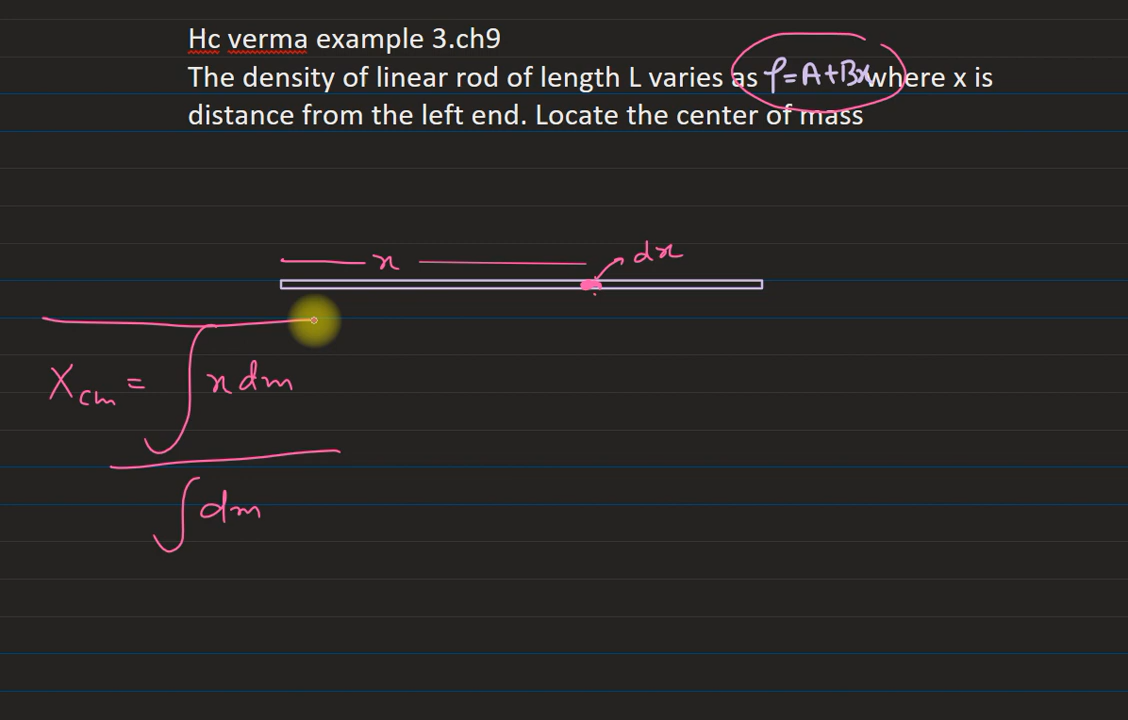 Hc verma example 3.ch9
The density of linear rod of length L varies as ρ=A+Bx where x is
distance from the left end. Locate the center of mass
x
dx
Xcm = ∫ x dm
∫ dm